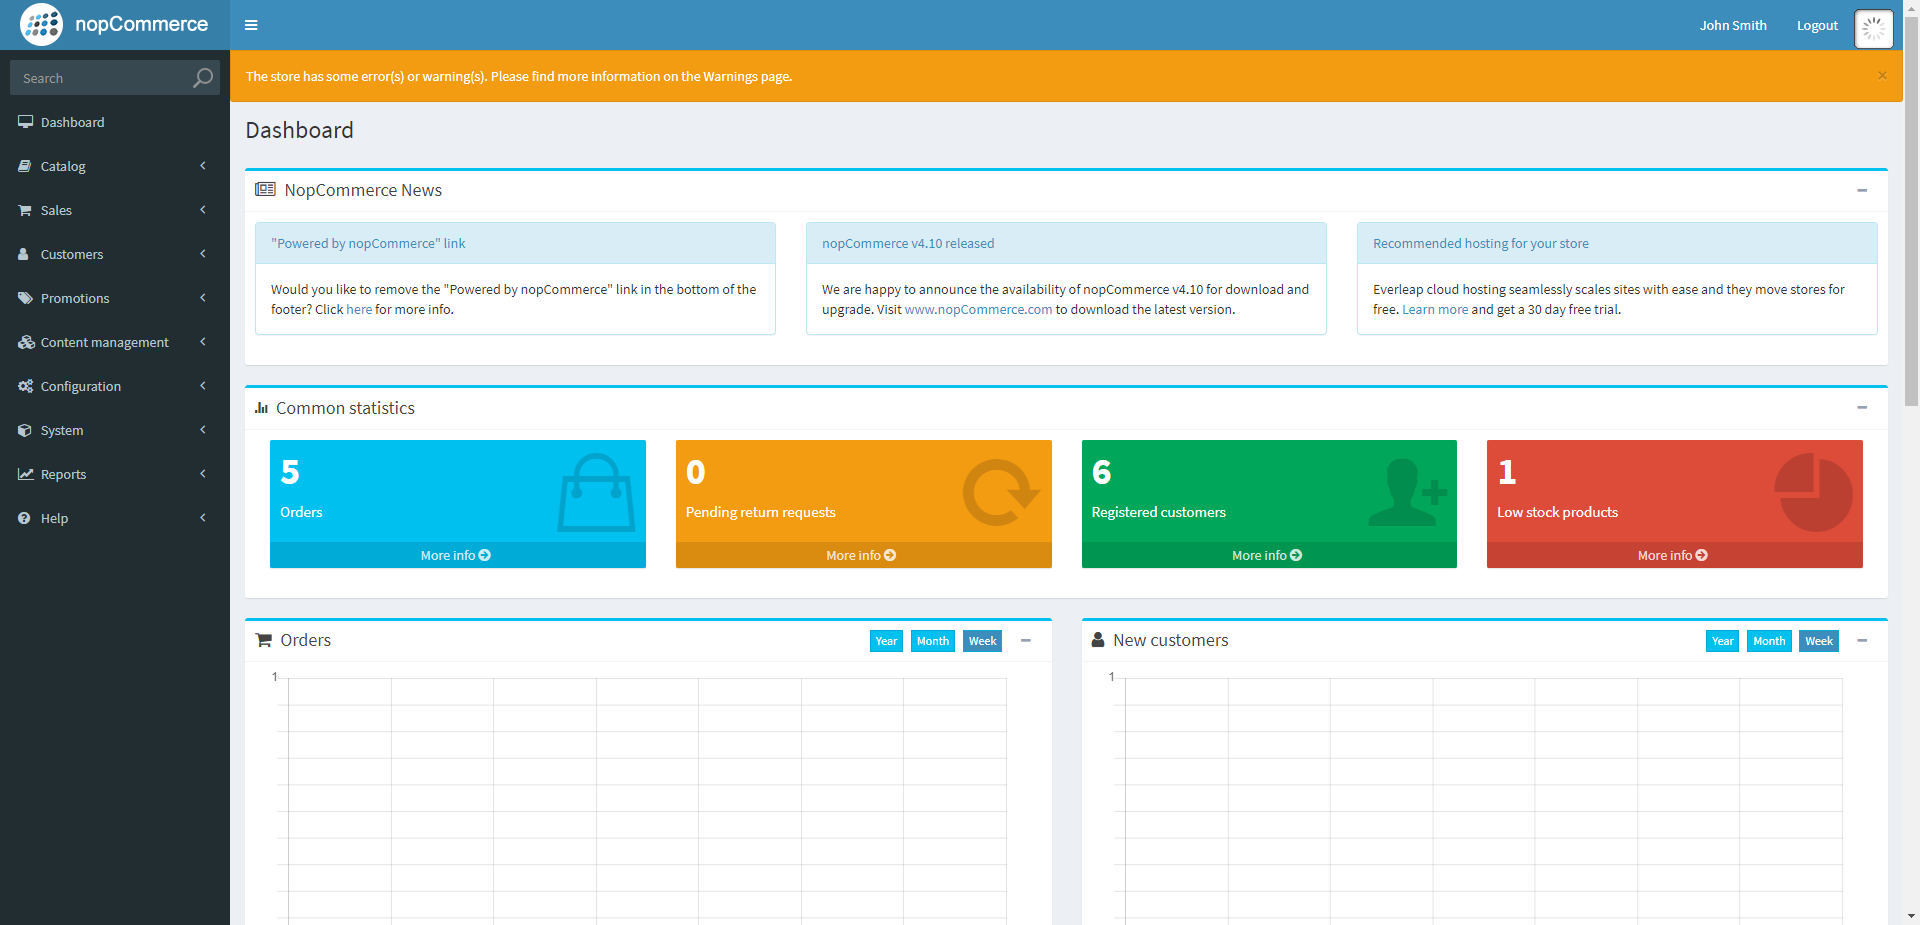 nopCommerce
John Smith
Logout
Search
The store has some error(s) or warning(s). Please find more information on the Warnings page.
×
Dashboard
Catalog
Sales
Customers
Promotions
Content management
Configuration
System
Reports
Help
Dashboard
NopCommerce News
"Powered by nopCommerce" link
Would you like to remove the "Powered by nopCommerce" link in the bottom of the
footer? Click here for more info.
nopCommerce v4.10 released
We are happy to announce the availability of nopCommerce v4.10 for download and
upgrade. Visit www.nopCommerce.com to download the latest version.
Recommended hosting for your store
Everleap cloud hosting seamlessly scales sites with ease and they move stores for
free. Learn more and get a 30 day free trial.
Common statistics
5
Orders
More info
0
Pending return requests
More info
6
Registered customers
More info
1
Low stock products
More info
Orders
Year
Month
Week
1
New customers
Year
Month
Week
1